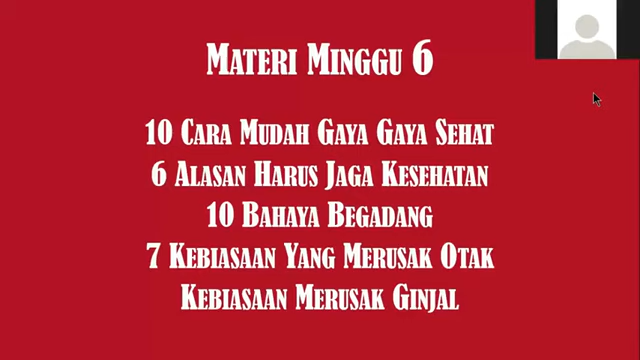 Materi Minggu 6
10 Cara Mudah Gaya Gaya Sehat
6 Alasan Harus Jaga Kesehatan
10 Bahaya Begadang
7 Kebiasaan Yang Merusak Otak
Kebiasaan Merusak Ginjal